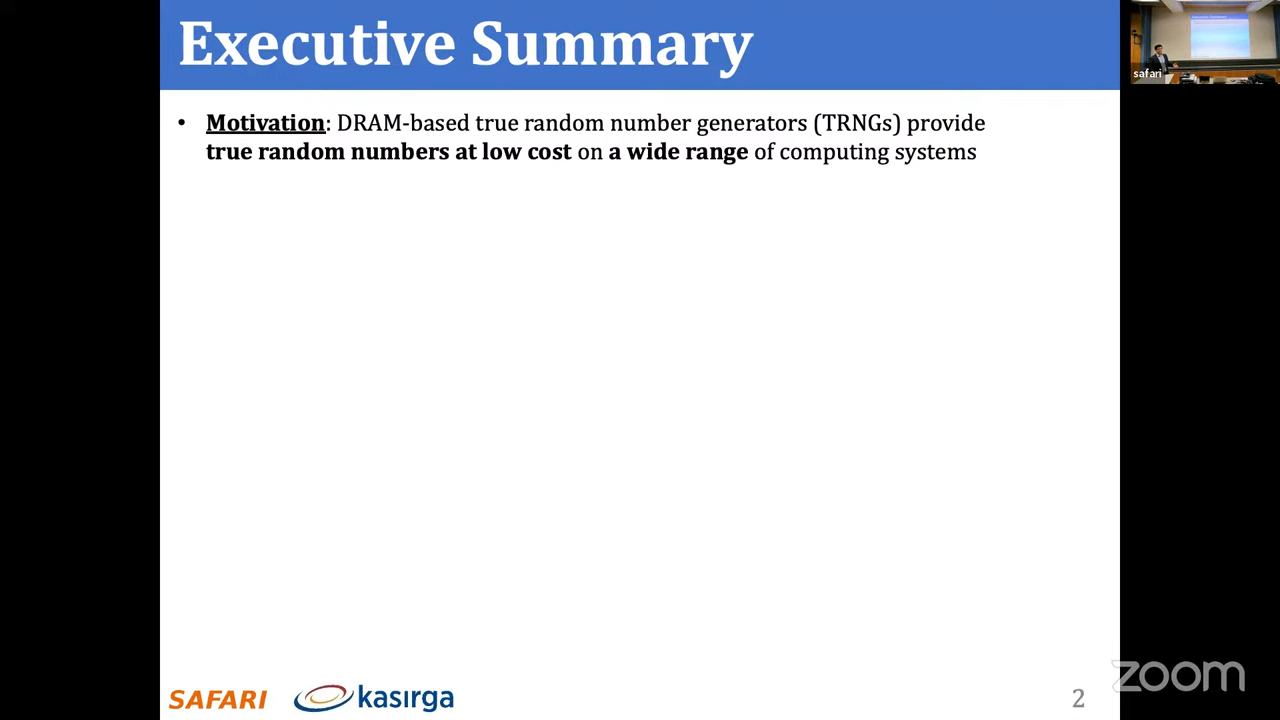 Executive Summary
• Motivation: DRAM-based true random number generators (TRNGs) provide
true random numbers at low cost on a wide range of computing systems
SAFARI
kasırga
2
safari
zoom